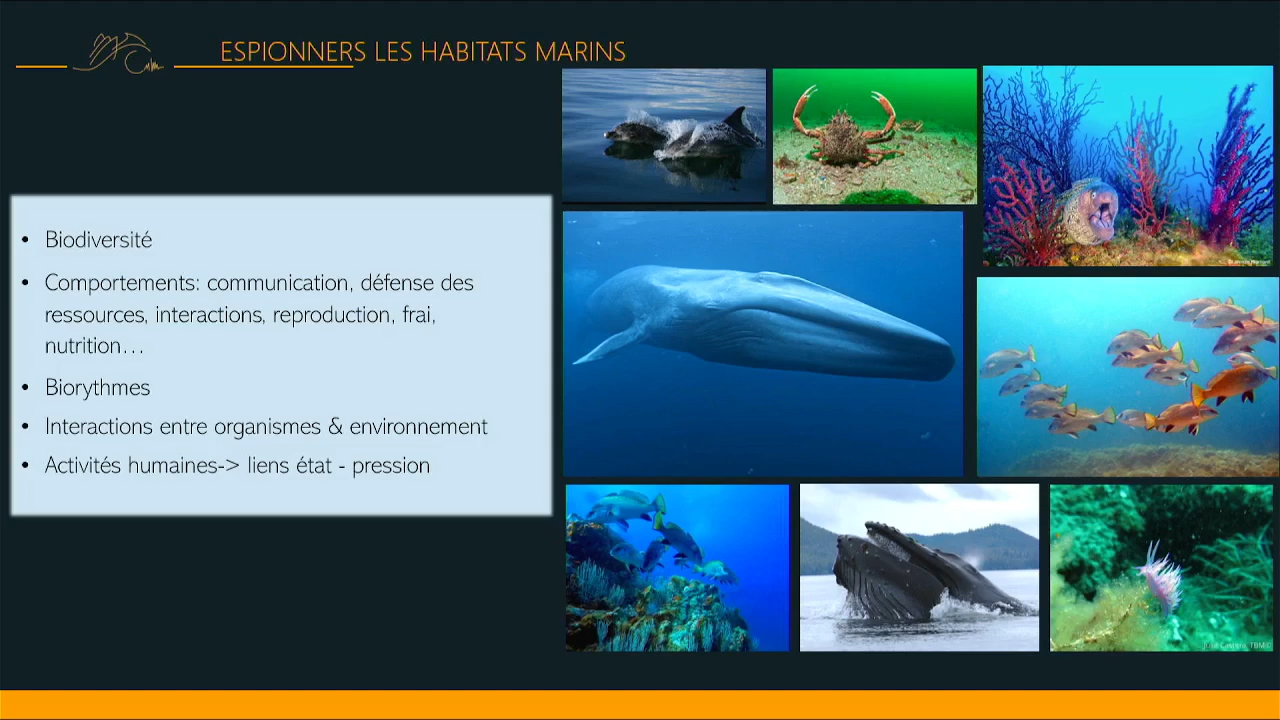 ESPIONNERS LES HABITATS MARINS
• Biodiversité
• Comportements: communication, défense des
ressources, interactions, reproduction, frai,
nutrition…
• Biorythmes
• Interactions entre organismes & environnement
• Activités humaines-> liens état - pression